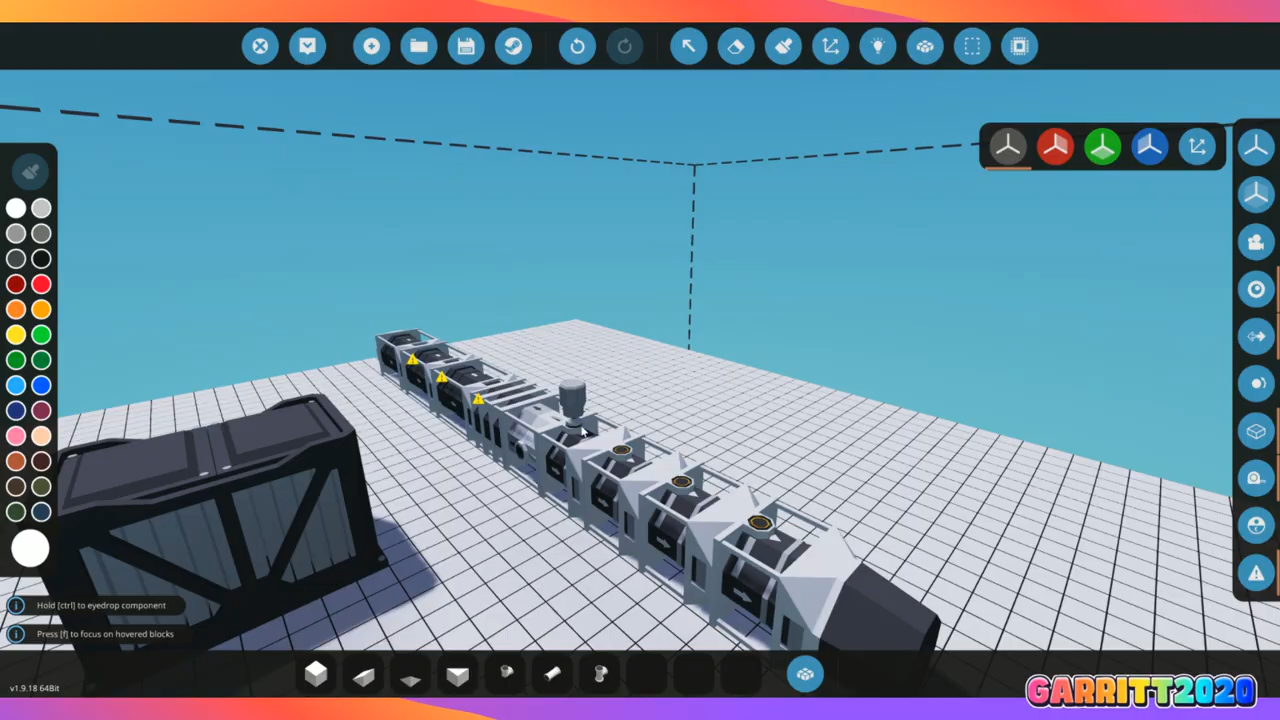 Hold [ctrl] to eyedrop component
Press [f] to focus on hovered blocks
v1.9.18 64Bit
GARRITT2020